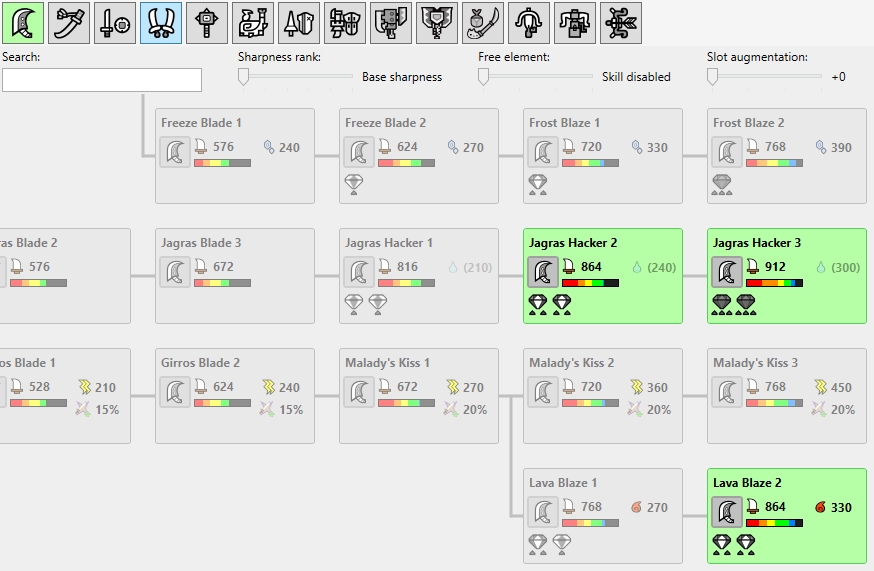 Search:
Sharpness rank:
Base sharpness
Free element:
Skill disabled
Slot augmentation:
+0
Freeze Blade 1
576
240
Freeze Blade 2
624
270
Frost Blaze 1
720
330
Frost Blaze 2
768
390
as Blade 2
576
Jagras Blade 3
672
Jagras Hacker 1
816
(210)
Jagras Hacker 2
864
(240)
Jagras Hacker 3
912
(300)
os Blade 1
528
210
15%
Girros Blade 2
624
240
15%
Malady's Kiss 1
672
270
20%
Malady's Kiss 2
720
360
20%
Malady's Kiss 3
768
450
20%
Lava Blaze 1
768
270
Lava Blaze 2
864
330